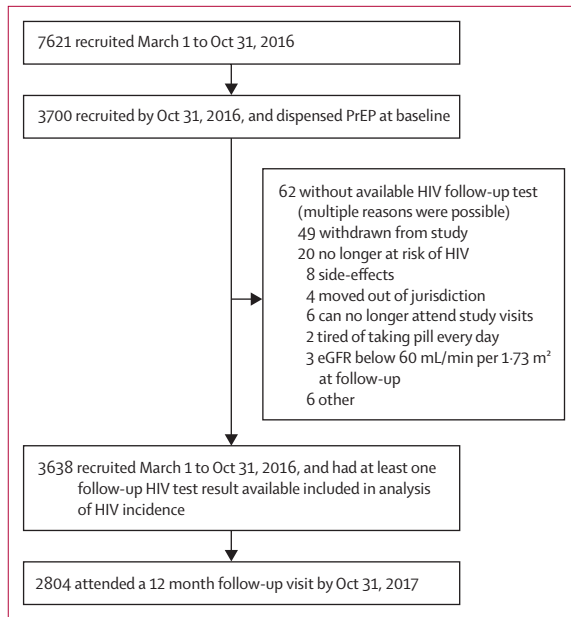 7621 recruited March 1 to Oct 31, 2016
3700 recruited by Oct 31, 2016, and dispensed PrEP at baseline
62 without available HIV follow-up test
(multiple reasons were possible)
49 withdrawn from study
20 no longer at risk of HIV
8 side-effects
4 moved out of jurisdiction
6 can no longer attend study visits
2 tired of taking pill every day
3 eGFR below 60 mL/min per 1·73 m²
at follow-up
6 other
3638 recruited March 1 to Oct 31, 2016, and had at least one
follow-up HIV test result available included in analysis
of HIV incidence
2804 attended a 12 month follow-up visit by Oct 31, 2017